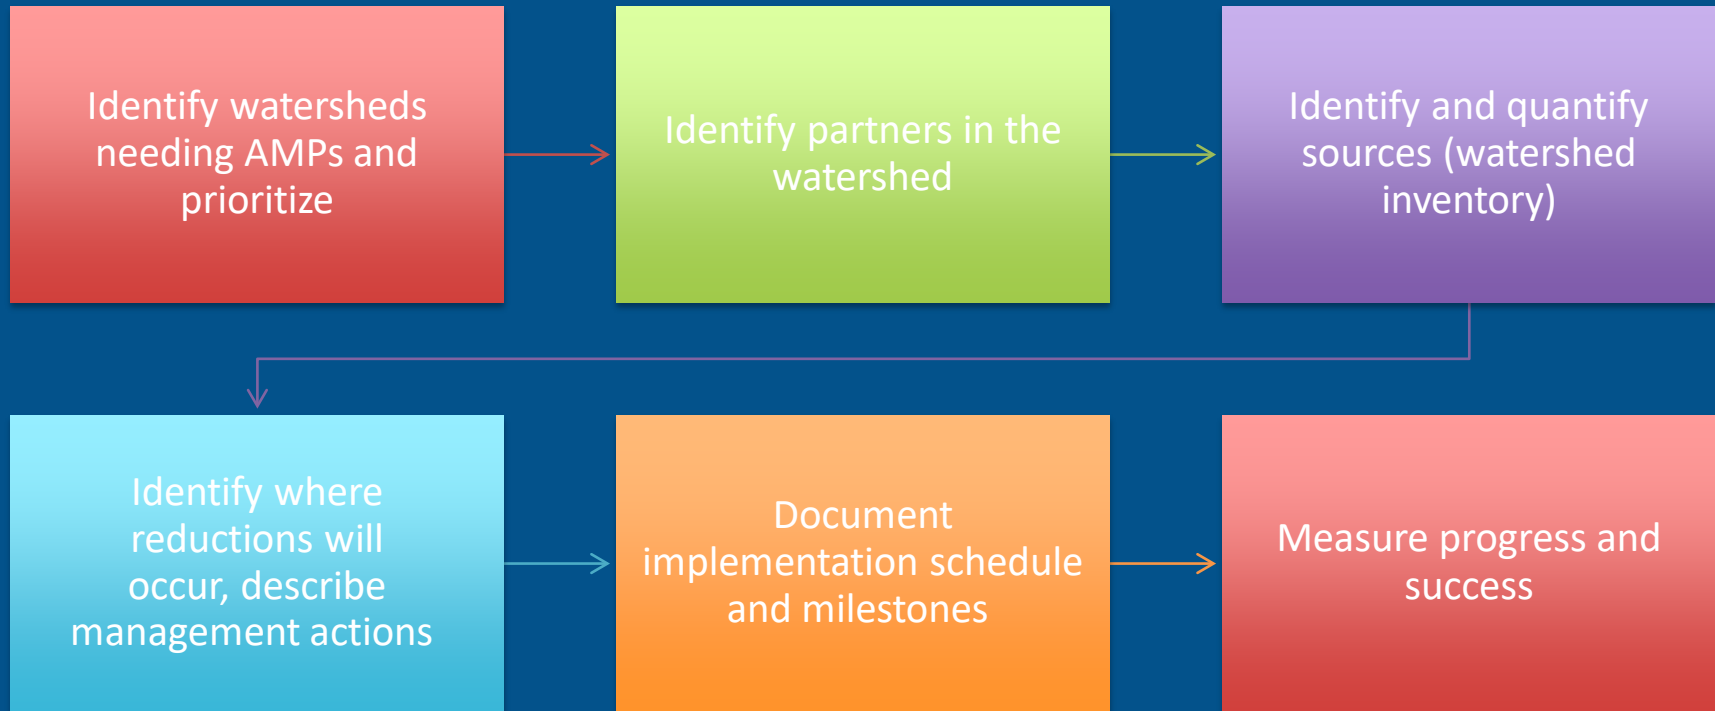 Identify watersheds
needing AMPs and
prioritize
Identify partners in the
watershed
Identify and quantify
sources (watershed
inventory)
Identify where
reductions will
occur, describe
management actions
Document
implementation schedule
and milestones
Measure progress and
success